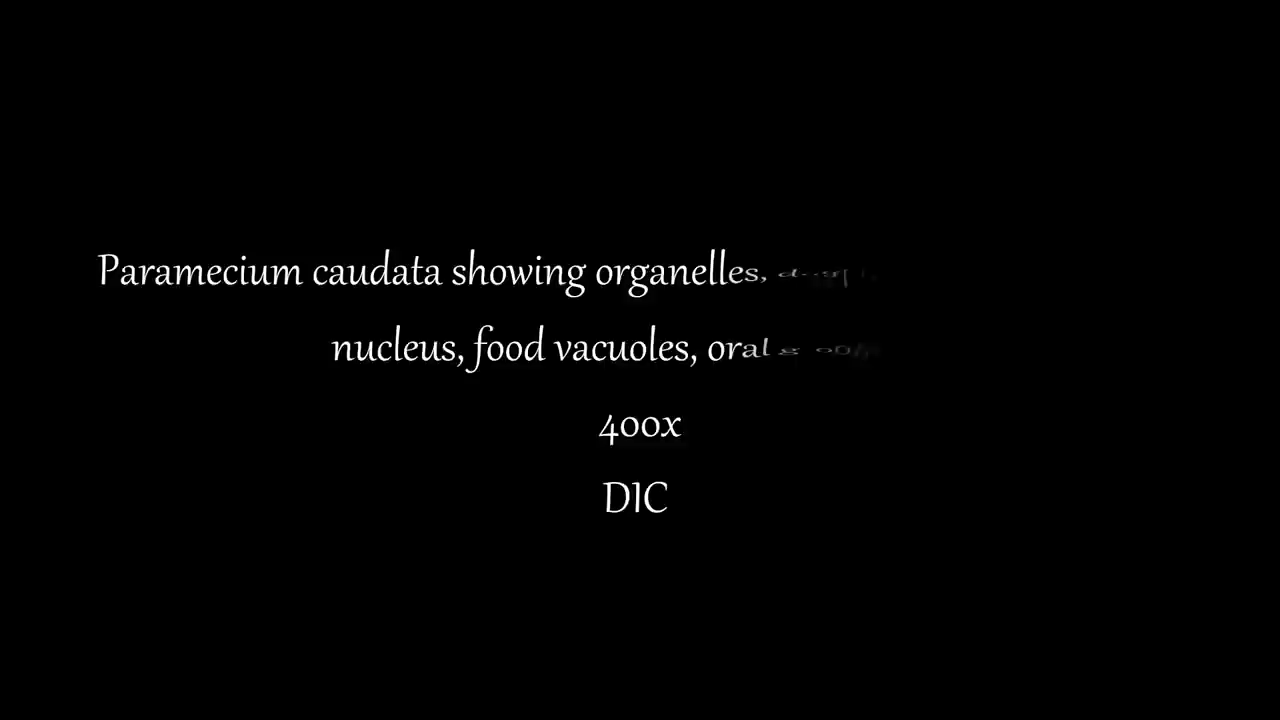 Paramecium caudata showing organelles,
nucleus, food vacuoles, oral
400x
DIC